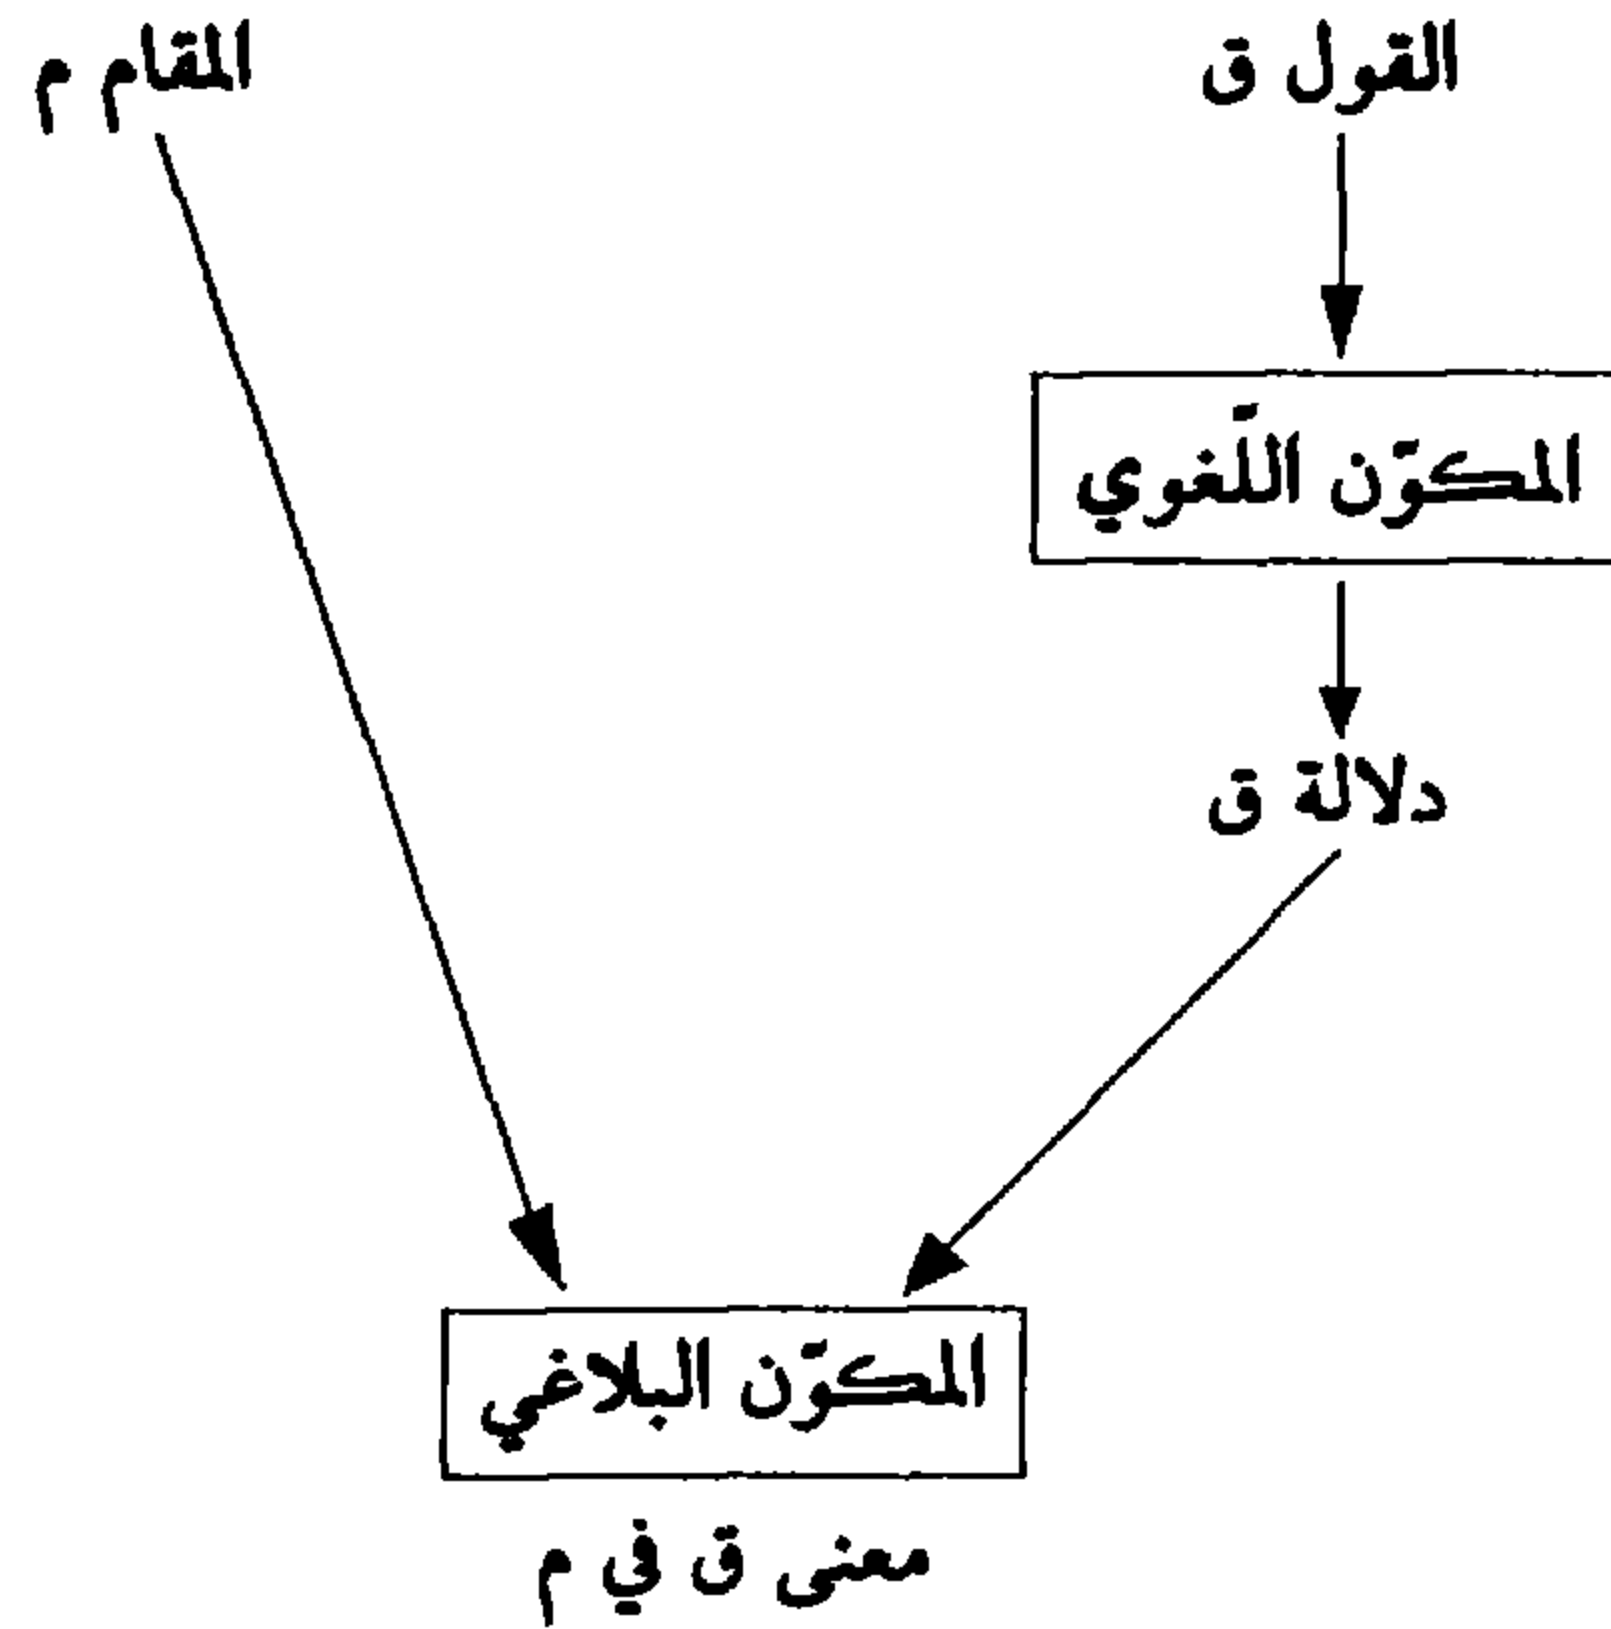 القول ق
المقام م
المكوّن اللّغوي
دلالة ق
المكوّن البلاغي
معنى ق في م